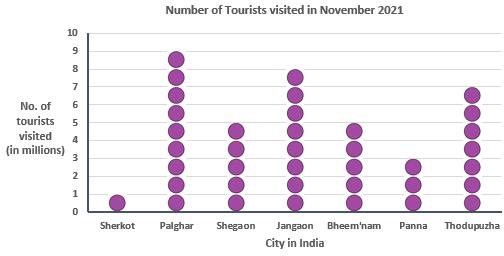 Number of Tourists visited in November 2021
10
9
8
7
6
5
4
3
2
1
0
No. of
tourists
visited
(in millions)
Sherkot Palghar Shegaon Jangaon Bheem'nam Panna Thodupuzha
City in India